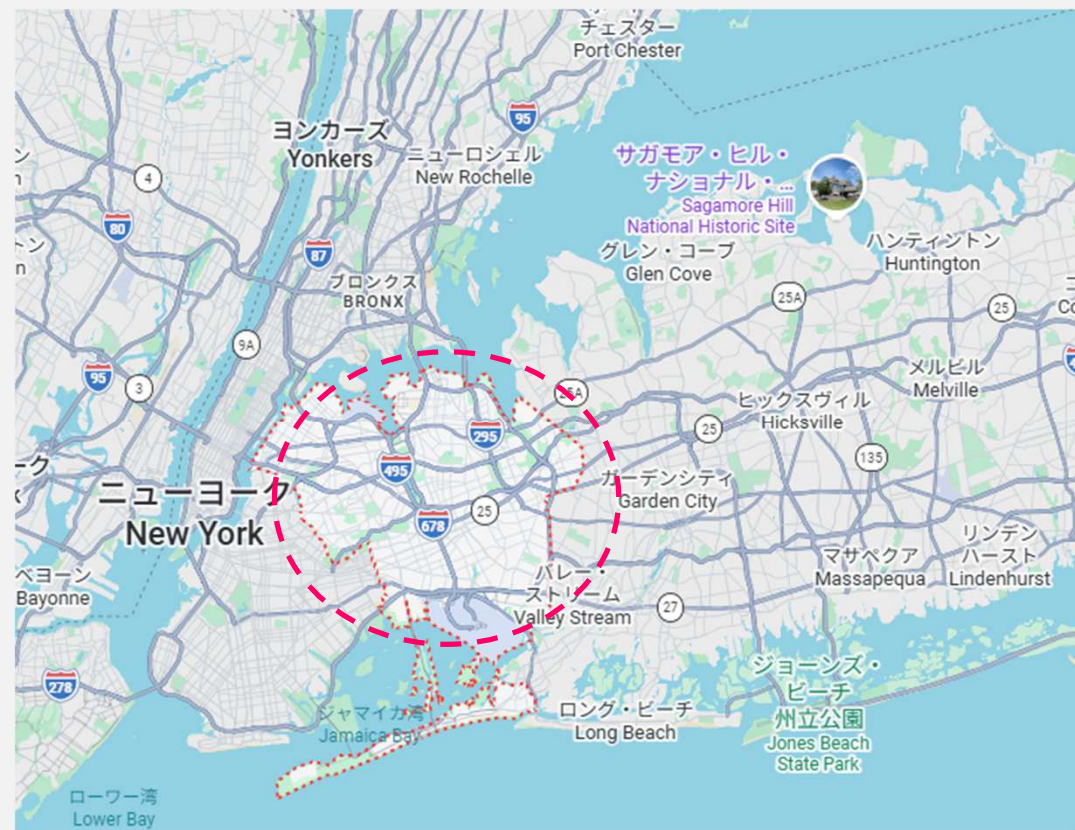 チェスター
Port Chester
95
ヨンカーズ
Yonkers
ニューロシェル
New Rochelle
サガモア・ヒル・
ナショナル・...
Sagamore Hill
National Historic Site
4
80
87
グレン・コーブ
Glen Cove
ハンティントン
Huntington
ブロンクス
BRONX
25A
25
9A
95
3
25A
メルビル
Melville
ヒックスヴィル
Hicksville
25
295
135
495
ガーデンシティ
Garden City
ニューヨーク
New York
25
678
リンデン
ハースト
Lindenhurst
マサペクア
Massapequa
ベヨーン
Bayonne
バレー・
ストリーム
Valley Stream
27
278
ジャマイカ湾
Jamaica Bay
ロング・ビーチ
Long Beach
ジョーンズ・
ビーチ
州立公園
Jones Beach
State Park
ローワー湾
Lower Bay